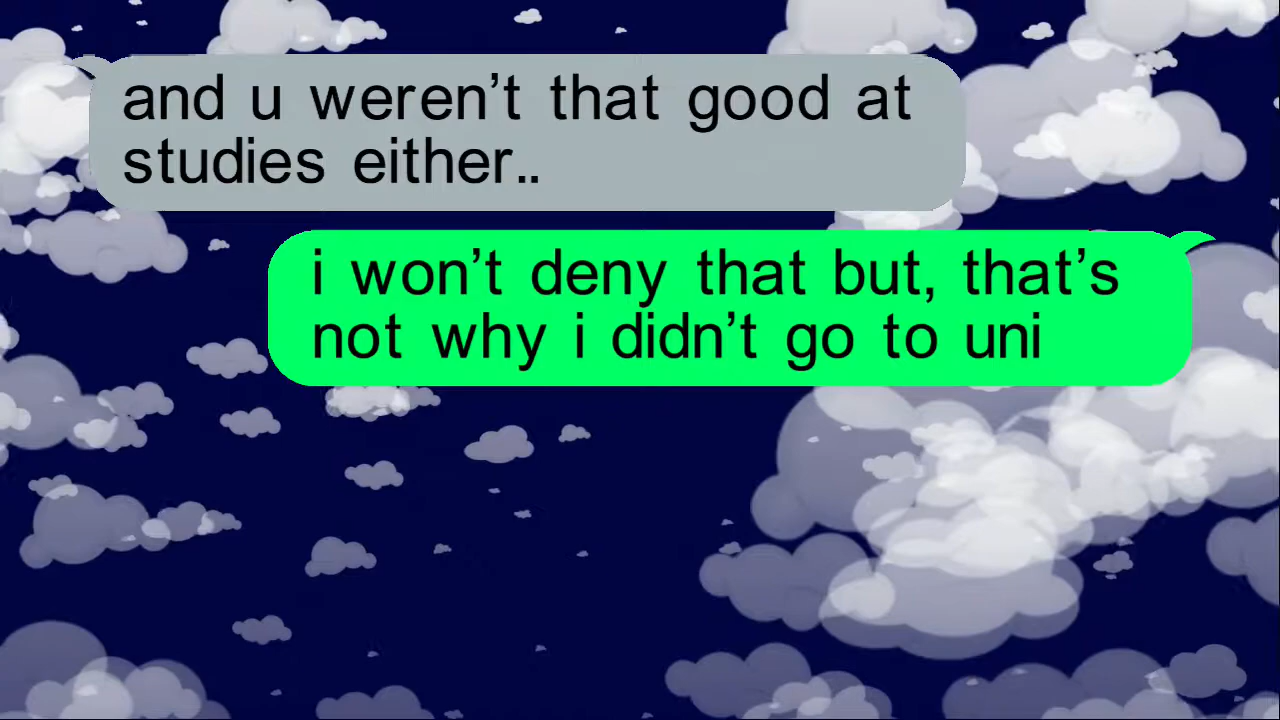 and u weren’t that good at
studies either..
i won’t deny that but, that’s
not why i didn’t go to uni